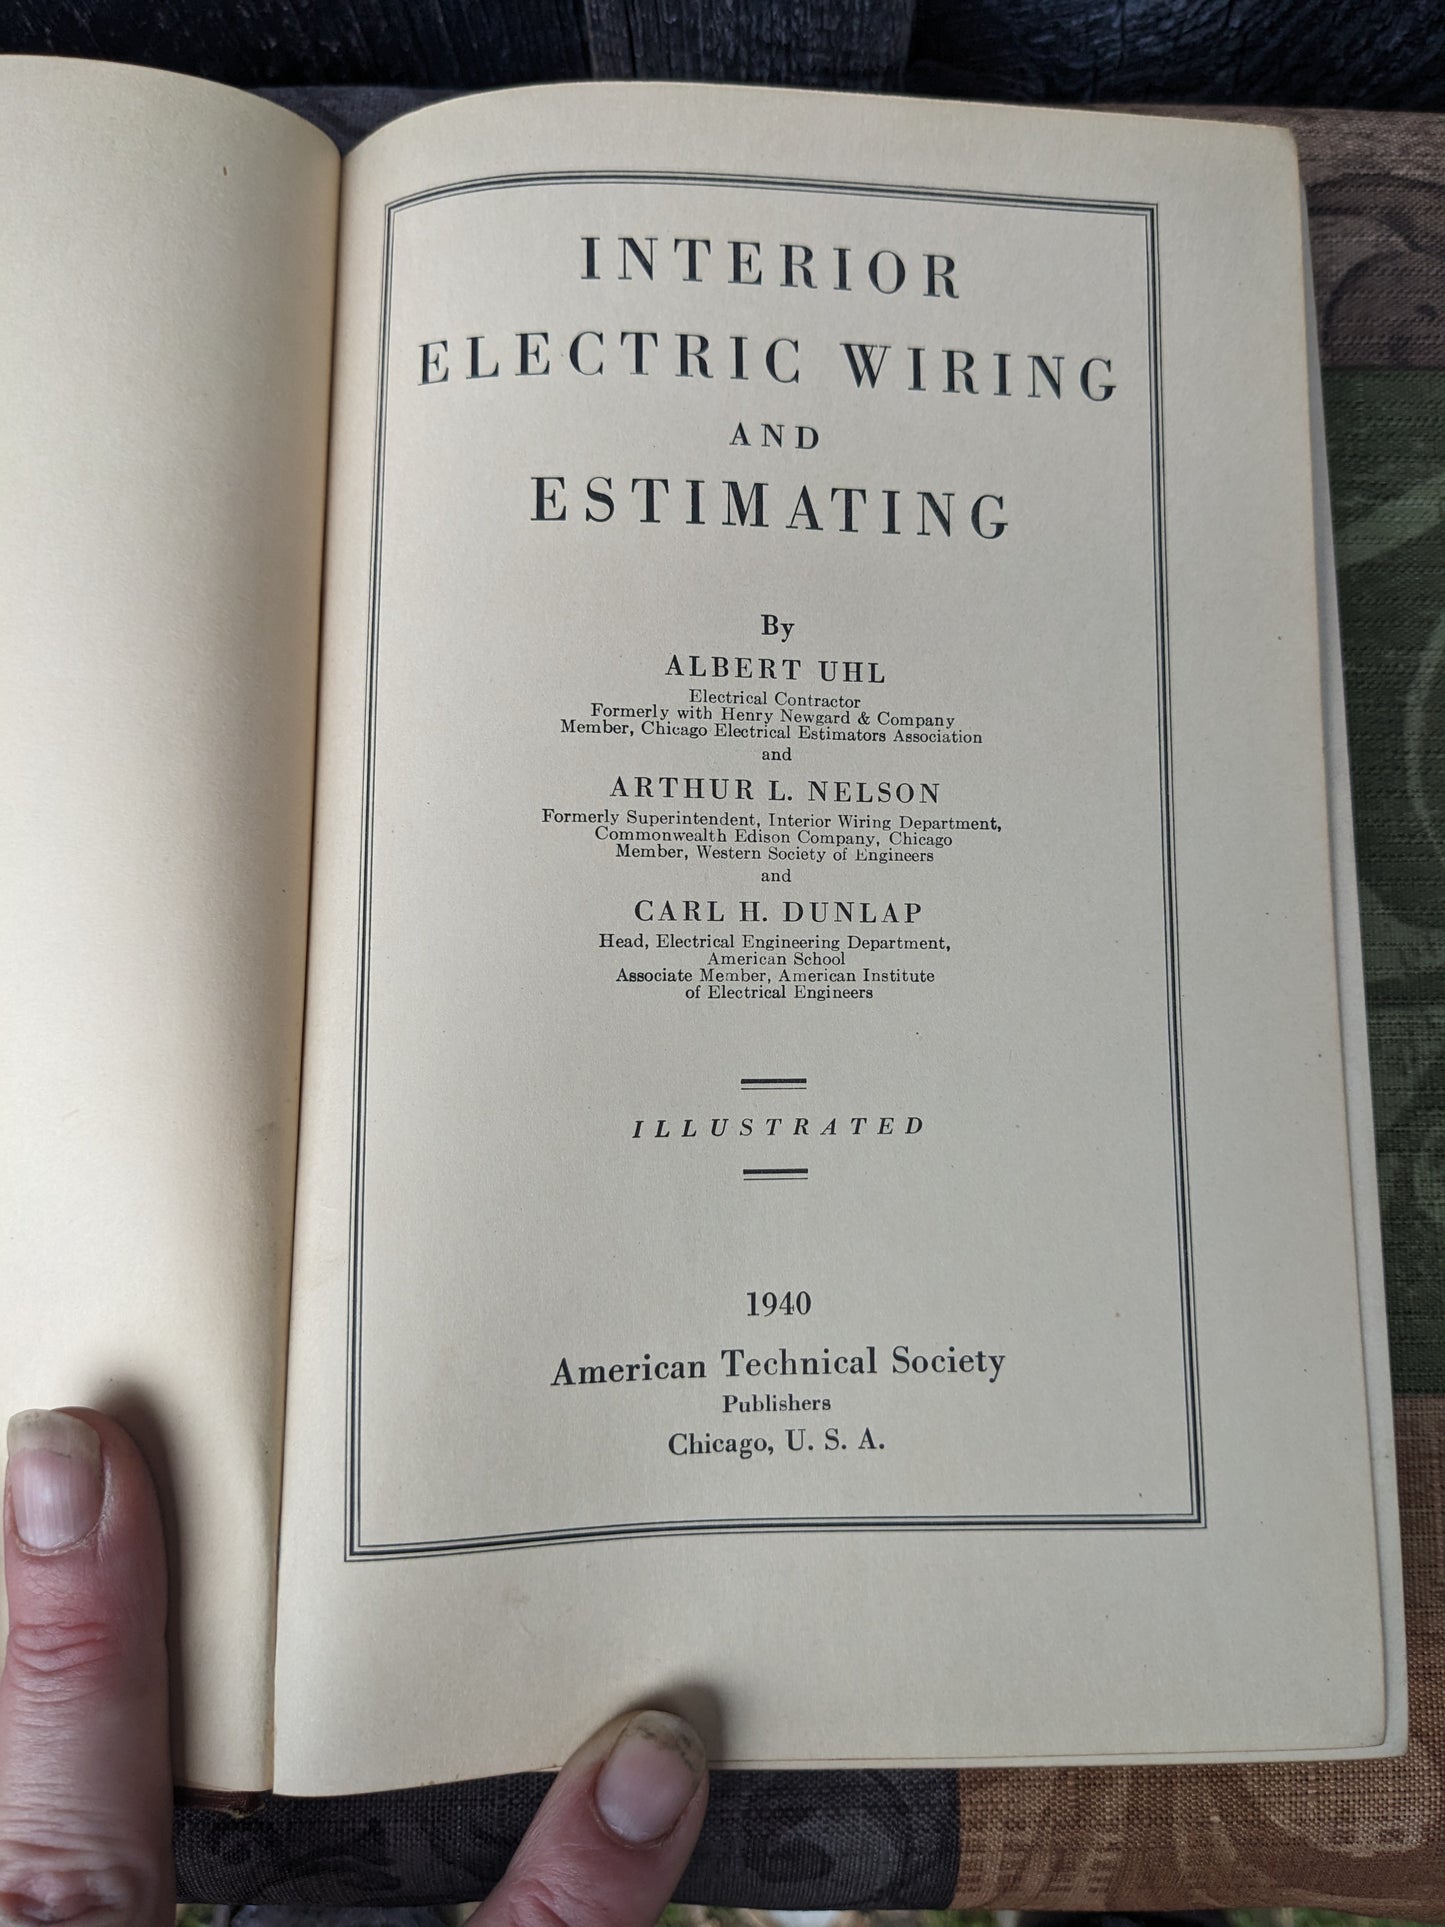 INTERIOR
ELECTRIC WIRING
AND
ESTIMATING
By
ALBERT UHL
Electrical Contractor
Formerly with Henry Newgard & Company
Member, Chicago Electrical Estimators Association
and
ARTHUR L. NELSON
Formerly Superintendent, Interior Wiring Department,
Commonwealth Edison Company, Chicago
Member, Western Society of Engineers
and
CARL H. DUNLAP
Head, Electrical Engineering Department,
American School
Associate Member, American Institute
of Electrical Engineers
ILLUSTRATED
1940
American Technical Society
Publishers
Chicago, U. S. A.